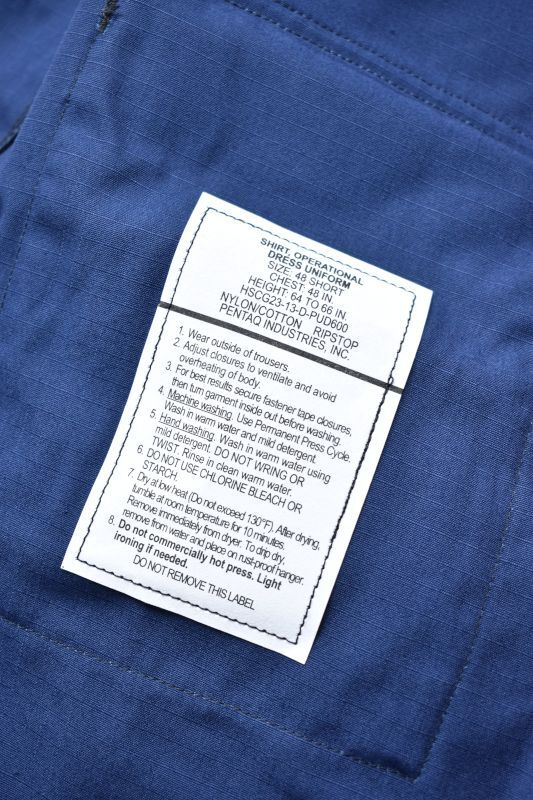 SHIRT, OPERATIONAL
DRESS UNIFORM
SIZE: 48 SHORT
CHEST: 48 IN.
HEIGHT: 64 TO 66 IN.
HSCG23-13-D-PUD600
NYLON/COTTON RIPSTOP
PENTAQ INDUSTRIES, INC.
1. Wear outside of trousers.
2. Adjust closures to ventilate and avoid
overheating of body.
3. For best results secure fastener tape closures,
then turn garment inside out before washing.
4. Machine washing. Use Permanent Press Cycle.
Wash in warm water and mild detergent.
5. Hand washing. Wash in warm water using
mild detergent. DO NOT WRING OR
TWIST. Rinse in clean warm water.
6. DO NOT USE CHLORINE BLEACH OR
STARCH.
7. Dry at low heat (Do not exceed 130°F). After drying,
tumble at room temperature for 10 minutes.
Remove immediately from dryer. To drip dry,
remove from water and place on rust-proof hanger.
8. Do not commercially hot press. Light
ironing if needed.
DO NOT REMOVE THIS LABEL